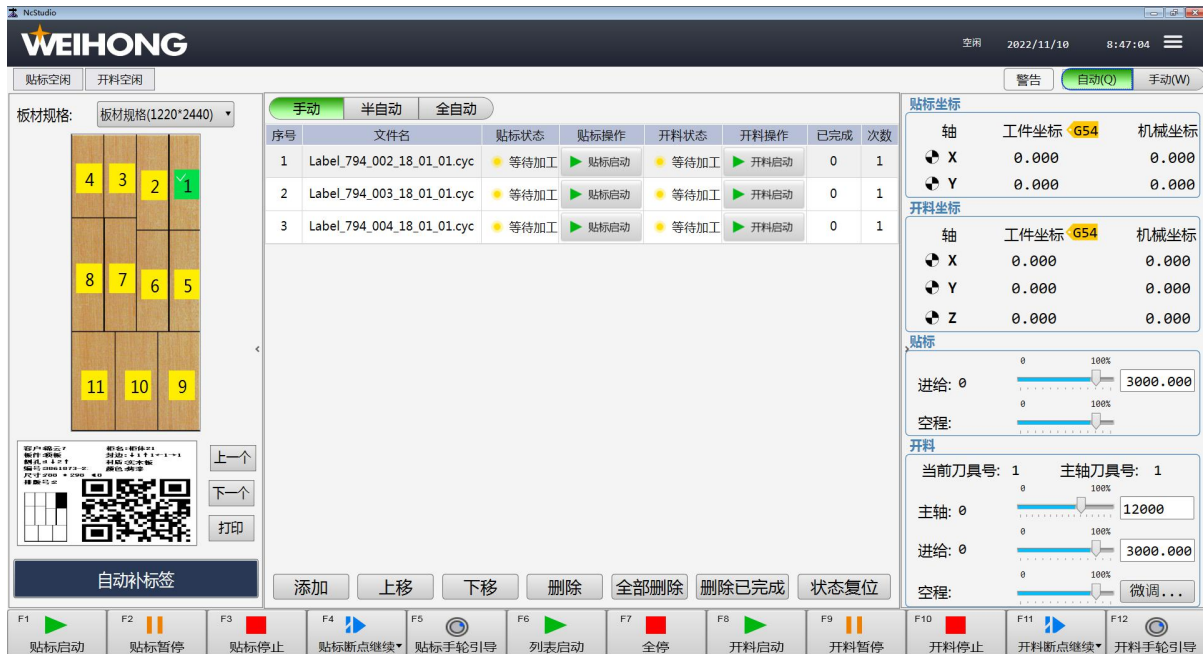 NcStudio
WEIHONG
空闲 2022/11/10 8:47:04
贴标空闲 开料空闲
警告 自动(Q) 手动(W)
板材规格: 板材规格(1220*2440)
4 3 2 1
8 7 6 5
11 10 9
上一个
下一个
打印
自动补标签
手动 半自动 全自动
序号 文件名 贴标状态 贴标操作 开料状态 开料操作 已完成 次数
1 Label_794_002_18_01_01.cyc 等待加工 贴标启动 等待加工 开料启动 0 1
2 Label_794_003_18_01_01.cyc 等待加工 贴标启动 等待加工 开料启动 0 1
3 Label_794_004_18_01_01.cyc 等待加工 贴标启动 等待加工 开料启动 0 1
添加 上移 下移 删除 全部删除 删除已完成 状态复位
贴标坐标
轴 工件坐标 G54 机械坐标
X 0.000 0.000
Y 0.000 0.000
开料坐标
轴 工件坐标 G54 机械坐标
X 0.000 0.000
Y 0.000 0.000
Z 0.000 0.000
贴标
0 100%
进给: 0 3000.000
0 100%
空程:
开料
当前刀具号: 1 主轴刀具号: 1
0 100%
主轴: 0 12000
0 100%
进给: 0 3000.000
0 100%
空程: 微调...
F1 贴标启动
F2 贴标暂停
F3 贴标停止
F4 贴标断点继续
F5 贴标手轮引导
F6 列表启动
F7 全停
F8 开料启动
F9 开料暂停
F10 开料停止
F11 开料断点继续
F12 开料手轮引导